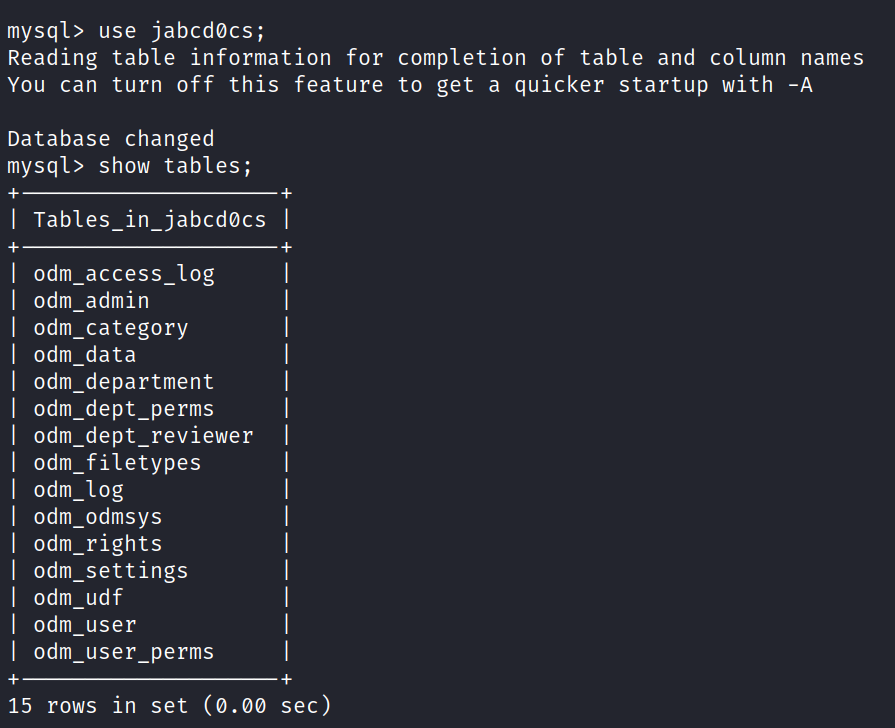 mysql> use jabcd0cs;
Reading table information for completion of table and column names
You can turn off this feature to get a quicker startup with -A
Database changed
mysql> show tables;
+--------------------+
| Tables_in_jabcd0cs |
+--------------------+
| odm_access_log     |
| odm_admin          |
| odm_category       |
| odm_data           |
| odm_department     |
| odm_dept_perms     |
| odm_dept_reviewer  |
| odm_filetypes      |
| odm_log            |
| odm_odmsys         |
| odm_rights         |
| odm_settings       |
| odm_udf            |
| odm_user           |
| odm_user_perms     |
+--------------------+
15 rows in set (0.00 sec)